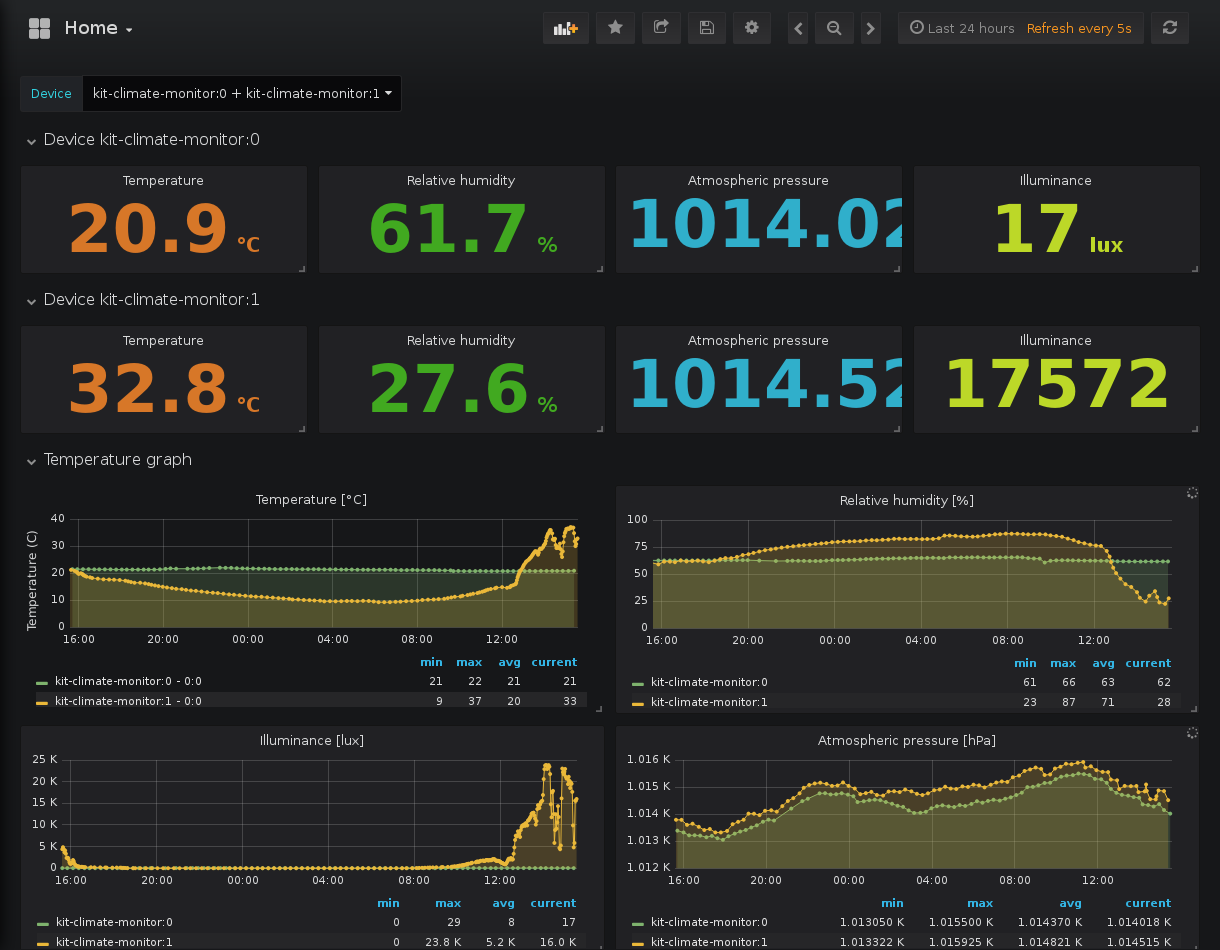 Home
Last 24 hours Refresh every 5s
Device kit-climate-monitor:0 + kit-climate-monitor:1
Device kit-climate-monitor:0
Temperature Relative humidity Atmospheric pressure Illuminance
20.9 °C 61.7 % 1014.02 17 lux
Device kit-climate-monitor:1
Temperature Relative humidity Atmospheric pressure Illuminance
32.8 °C 27.6 % 1014.52 17572
Temperature graph
Temperature [°C]
Temperature (C)
40
30
20
10
0
16:00 20:00 00:00 04:00 08:00 12:00
min max avg current
kit-climate-monitor:0 - 0:0 21 22 21 21
kit-climate-monitor:1 - 0:0 9 37 20 33
Relative humidity [%]
100
75
50
25
0
16:00 20:00 00:00 04:00 08:00 12:00
min max avg current
kit-climate-monitor:0 61 66 63 62
kit-climate-monitor:1 23 87 71 28
Illuminance [lux]
25 K
20 K
15 K
10 K
5 K
0
16:00 20:00 00:00 04:00 08:00 12:00
min max avg current
kit-climate-monitor:0 0 29 8 17
kit-climate-monitor:1 0 23.8 K 5.2 K 16.0 K
Atmospheric pressure [hPa]
1.016 K
1.015 K
1.014 K
1.013 K
1.012 K
16:00 20:00 00:00 04:00 08:00 12:00
min max avg current
kit-climate-monitor:0 1.013050 K 1.015500 K 1.014370 K 1.014018 K
kit-climate-monitor:1 1.013322 K 1.015925 K 1.014821 K 1.014515 K